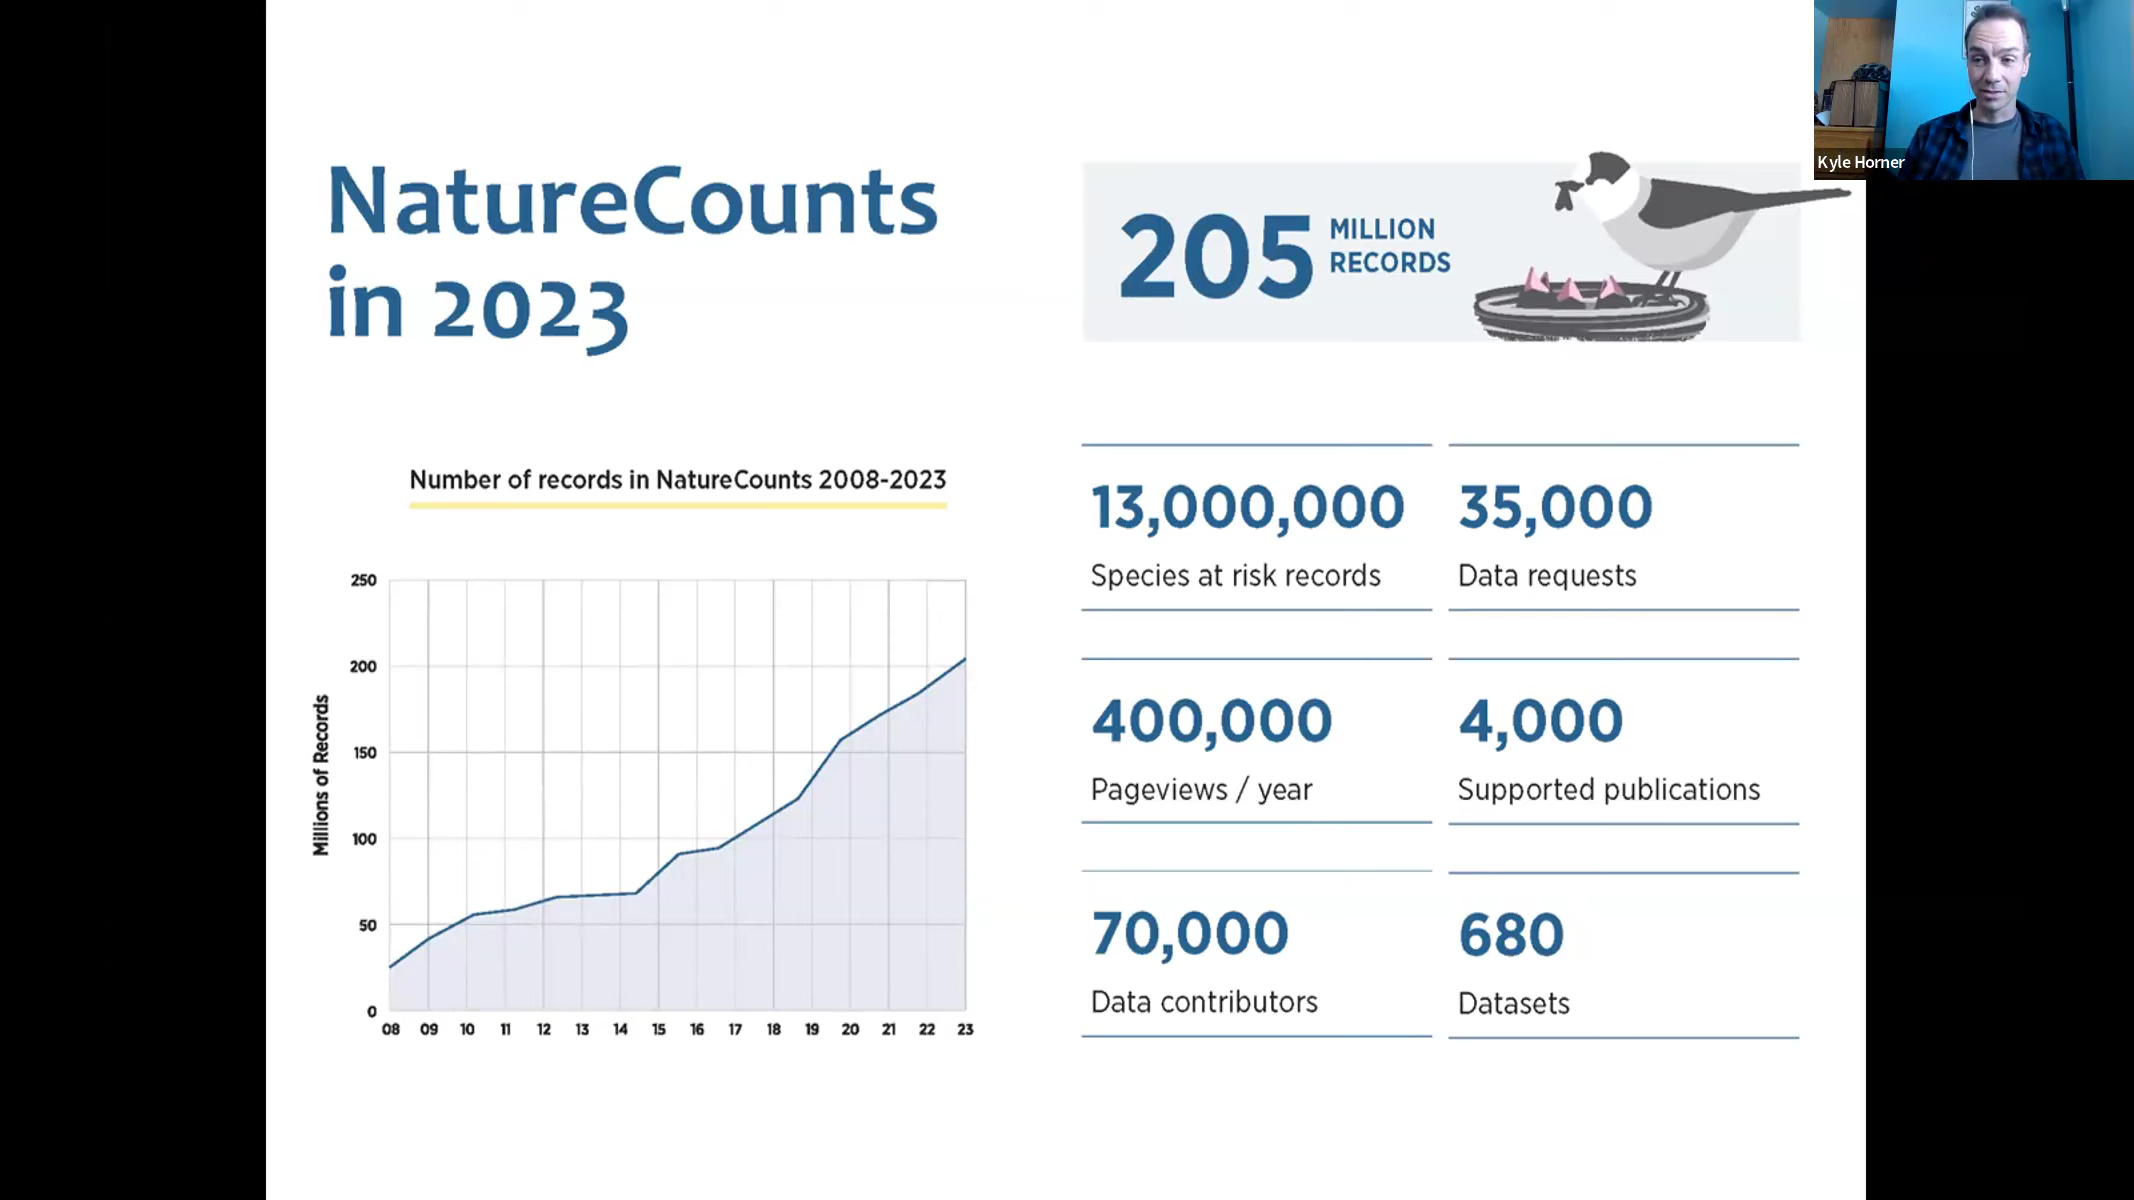 NatureCounts
in 2023
205 MILLION
RECORDS
Kyle Horner
Number of records in NatureCounts 2008-2023
Millions of Records
250
200
150
100
50
0
08 09 10 11 12 13 14 15 16 17 18 19 20 21 22 23
13,000,000
Species at risk records
35,000
Data requests
400,000
Pageviews / year
4,000
Supported publications
70,000
Data contributors
680
Datasets